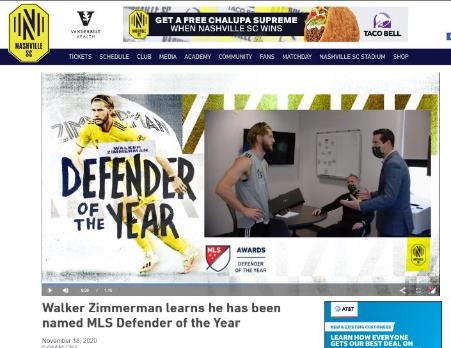 N
NASHVILLE
SC
V
VANDERBILT
HEALTH
GET A FREE CHALUPA SUPREME
WHEN NASHVILLE SC WINS
TACO BELL
TICKETS SCHEDULE CLUB MEDIA ACADEMY COMMUNITY FANS MATCHDAY NASHVILLE SC STADIUM SHOP
ZIMMERMAN
WALKER
ZIMMERMAN
DEFENDER
OF
THE YEAR
MLS
AWARDS
DEFENDER
OF THE YEAR
Walker Zimmerman learns he has been
named MLS Defender of the Year
November 18, 2020
AT&T
NEW & EXISTING CUSTOMERS
LEARN HOW EVERYONE
GETS OUR BEST DEAL ON